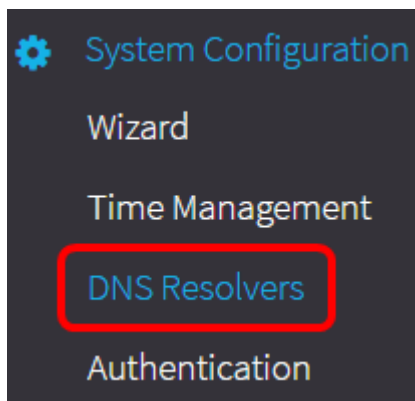 System Configuration
Wizard
Time Management
DNS Resolvers
Authentication